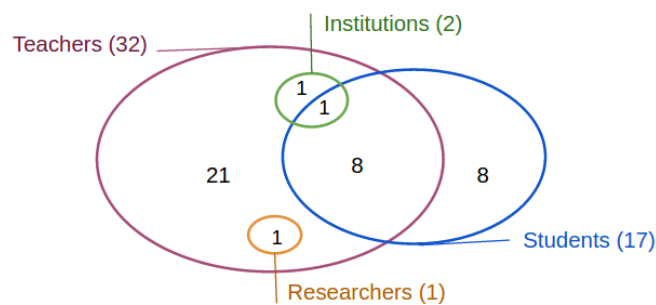 Institutions (2)
Teachers (32)
1
1
21
8
8
1
Students (17)
Researchers (1)